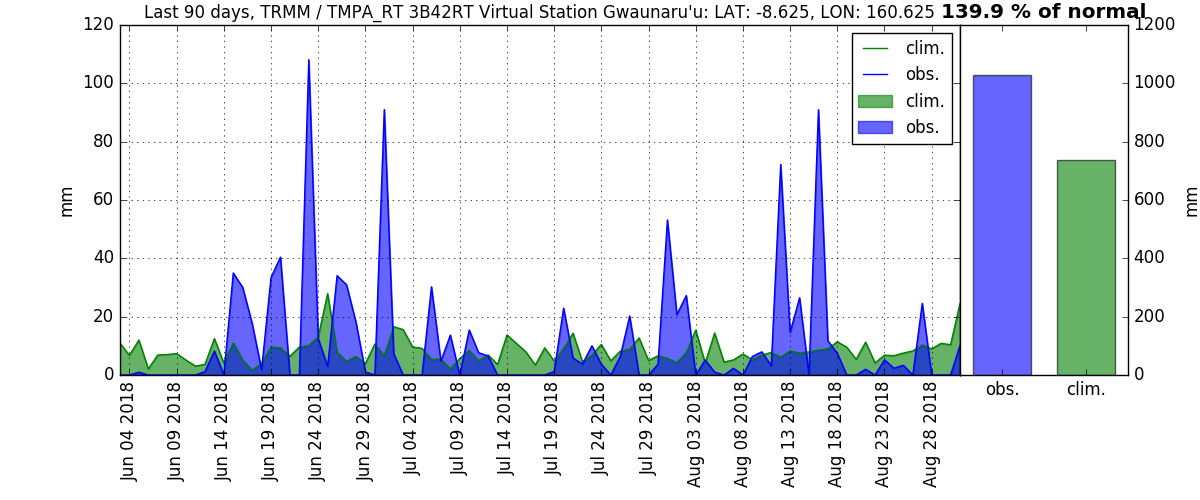 Last 90 days, TRMM / TMPA_RT 3B42RT Virtual Station Gwaunaru'u: LAT: -8.625, LON: 160.625 139.9 % of normal
120
100
80
60
40
20
0
mm
clim.
obs.
clim.
obs.
1200
1000
800
600
400
200
0
mm
Jun 04 2018
Jun 09 2018
Jun 14 2018
Jun 19 2018
Jun 24 2018
Jun 29 2018
Jul 04 2018
Jul 09 2018
Jul 14 2018
Jul 19 2018
Jul 24 2018
Jul 29 2018
Aug 03 2018
Aug 08 2018
Aug 13 2018
Aug 18 2018
Aug 23 2018
Aug 28 2018
obs.
clim.